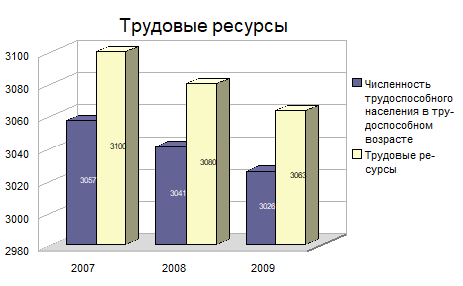 Трудовые ресурсы
3100
3080
3060
3040
3020
3000
2980
3057
3100
3041
3080
3026
3063
2007
2008
2009
Численность
трудоспособного
населения в тру-
доспособном
возрасте
Трудовые ре-
сурсы